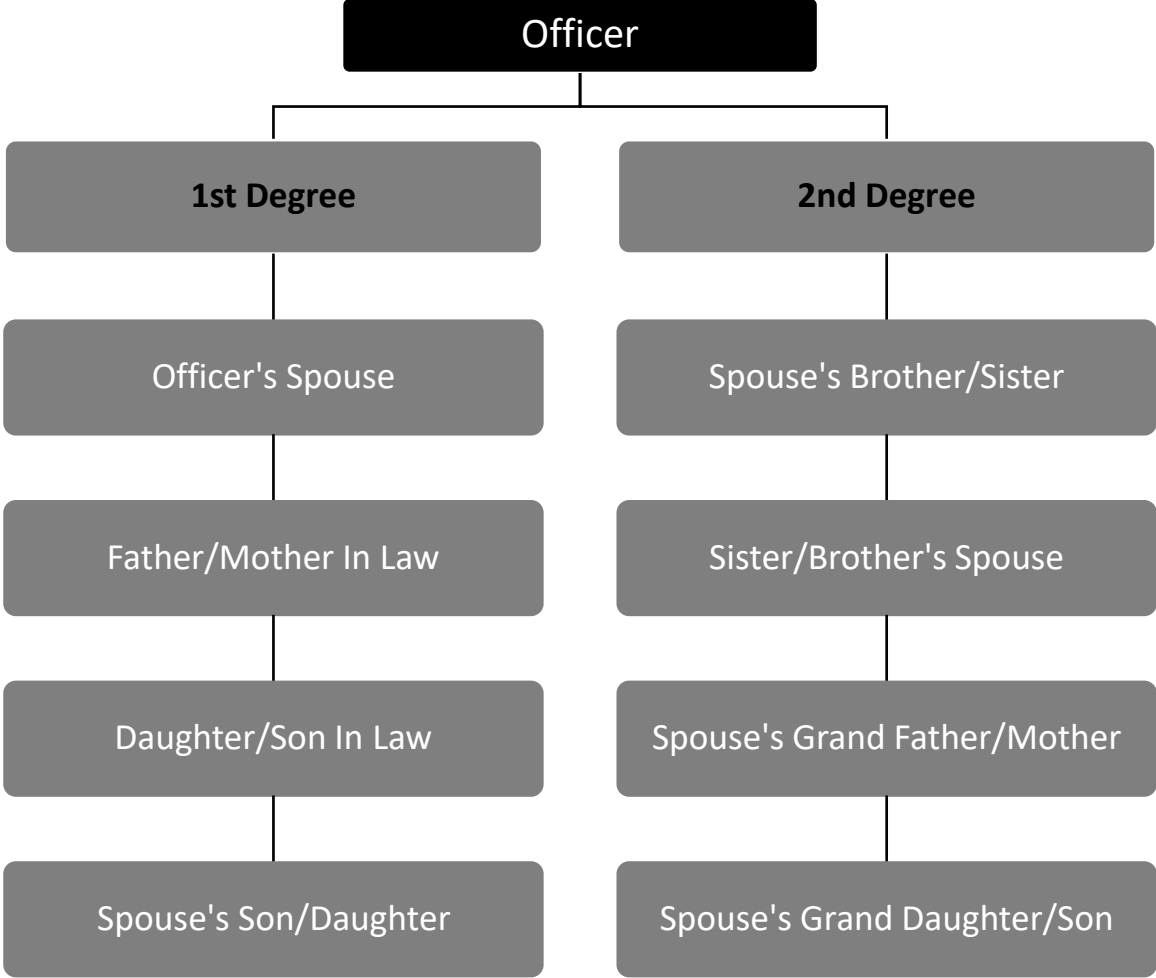 Officer
1st Degree
Officer's Spouse
Father/Mother In Law
Daughter/Son In Law
Spouse's Son/Daughter
2nd Degree
Spouse's Brother/Sister
Sister/Brother's Spouse
Spouse's Grand Father/Mother
Spouse's Grand Daughter/Son